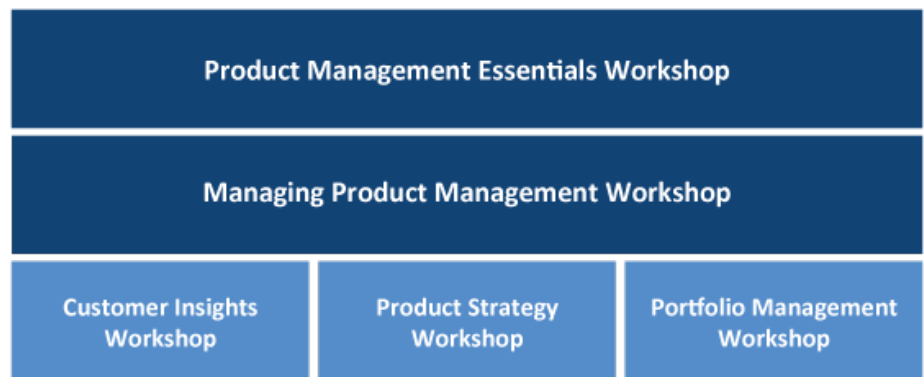 Product Management Essentials Workshop
Managing Product Management Workshop
Customer Insights
Workshop
Product Strategy
Workshop
Portfolio Management
Workshop